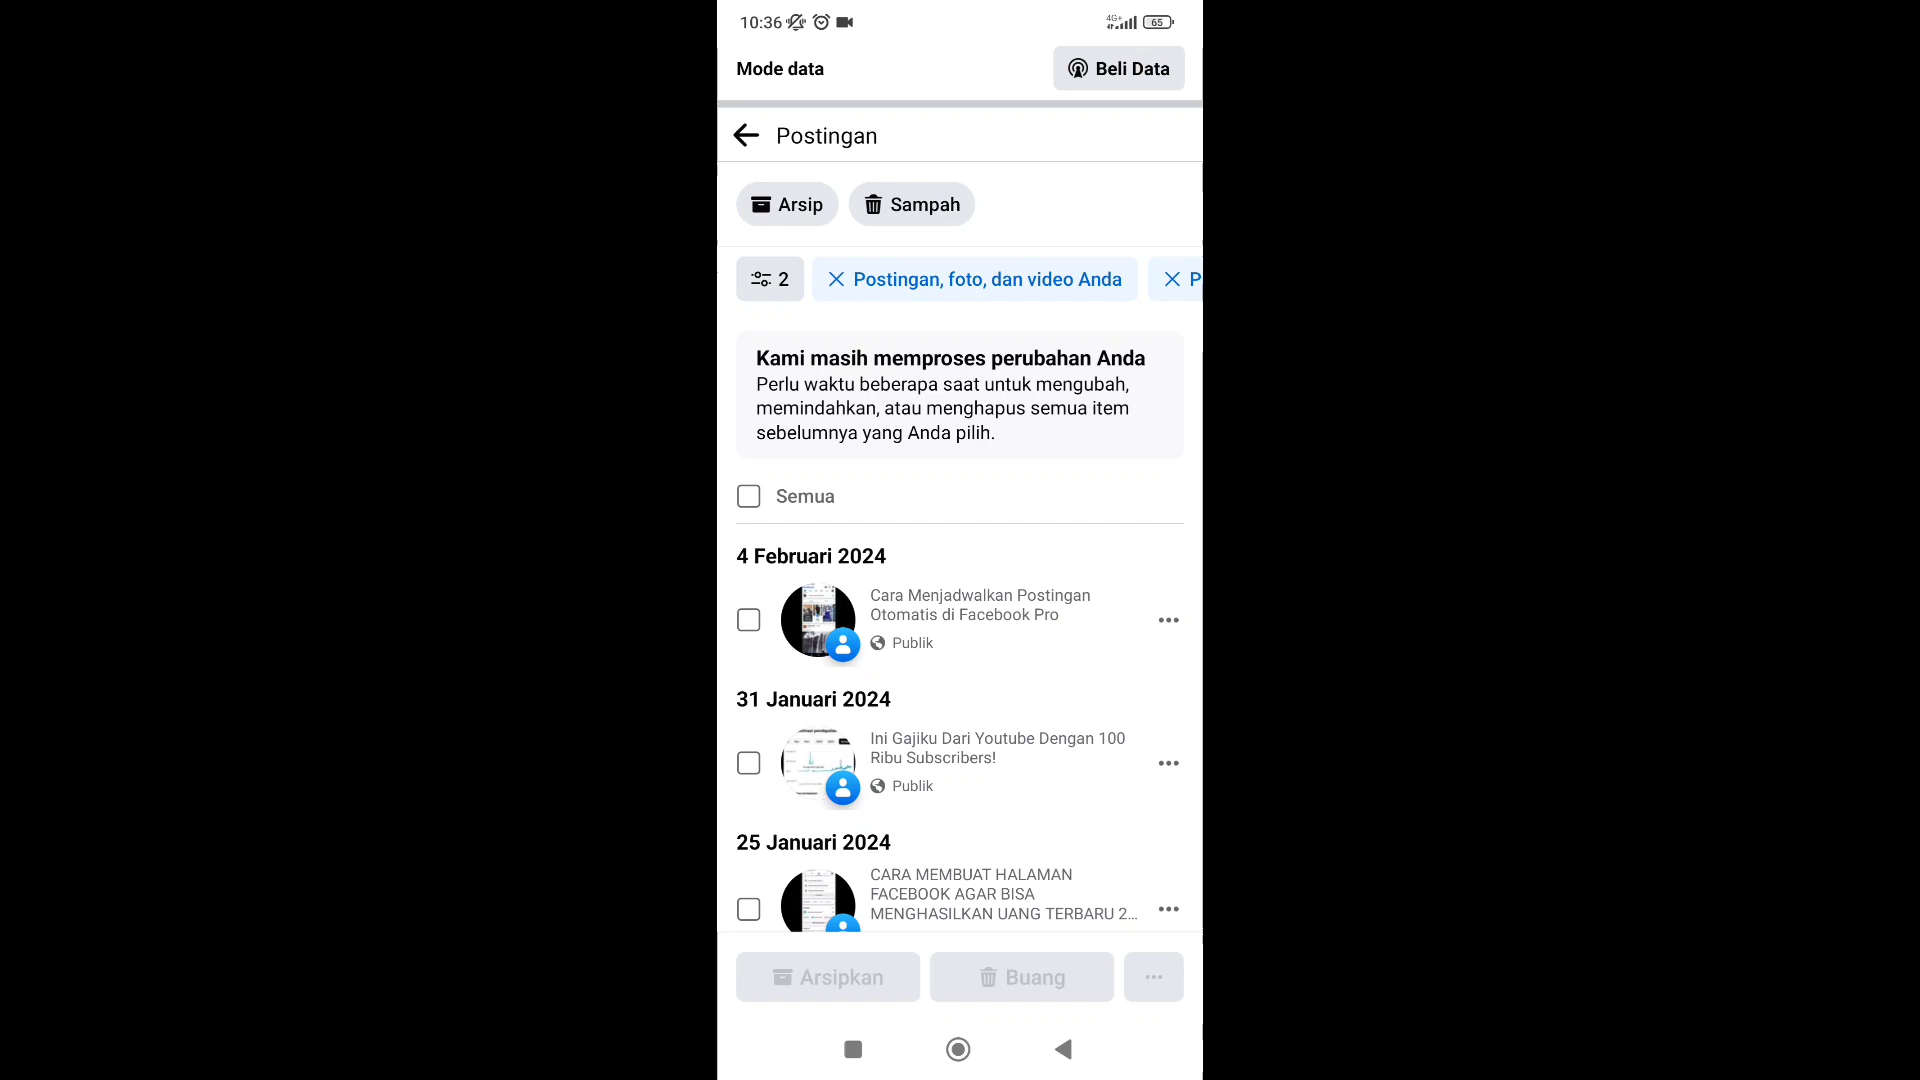 10:36
4G+
65
Mode data
Beli Data
Postingan
Arsip
Sampah
2
Postingan, foto, dan video Anda
P
Kami masih memproses perubahan Anda
Perlu waktu beberapa saat untuk mengubah,
memindahkan, atau menghapus semua item
sebelumnya yang Anda pilih.
Semua
4 Februari 2024
Cara Menjadwalkan Postingan
Otomatis di Facebook Pro
Publik
31 Januari 2024
Ini Gajiku Dari Youtube Dengan 100
Ribu Subscribers!
Publik
25 Januari 2024
CARA MEMBUAT HALAMAN
FACEBOOK AGAR BISA
MENGHASILKAN UANG TERBARU 2...
Arsipkan
Buang